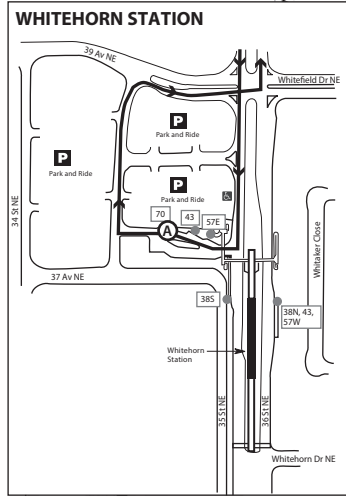 WHITEHORN STATION
39 Av NE
Whitefield Dr NE
P
Park and Ride
P
Park and Ride
P
Park and Ride
34 St NE
70
43
57E
A
Whitaker Close
37 Av NE
38S
38N, 43,
57W
Whitehorn
Station
35 St NE
36 St NE
Whitehorn Dr NE